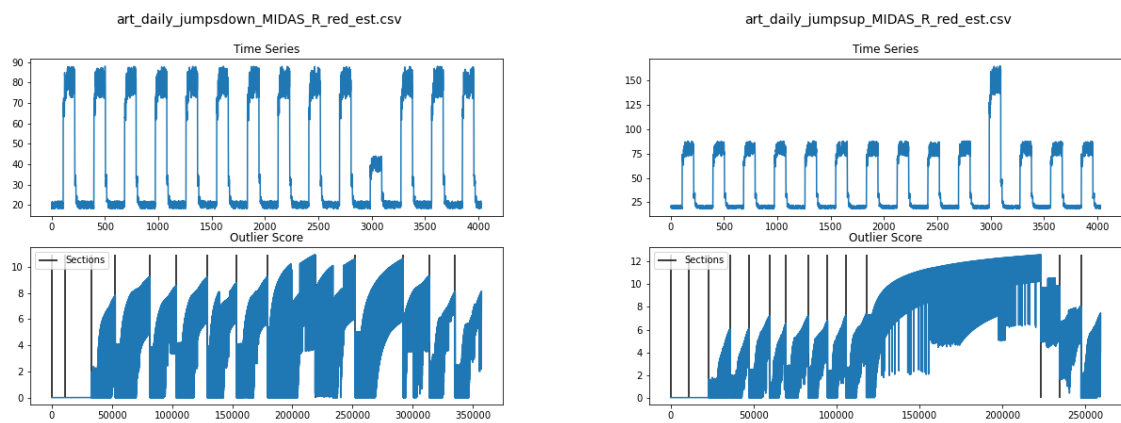 art_daily_jumpsdown_MIDAS_R_red_est.csv
Time Series
90
80
70
60
50
40
30
20
0 500 1000 1500 2000 2500 3000 3500 4000
Outlier Score
Sections
10
8
6
4
2
0
0 50000 100000 150000 2000000 250000 300000 350000
art_daily_jumpsup_MIDAS_R_red_est.csv
Time Series
150
125
100
75
50
25
0 500 1000 1500 2000 2500 3000 3500 4000
Outlier Score
Sections
12
10
8
6
4
2
0
0 50000 100000 150000 200000 250000